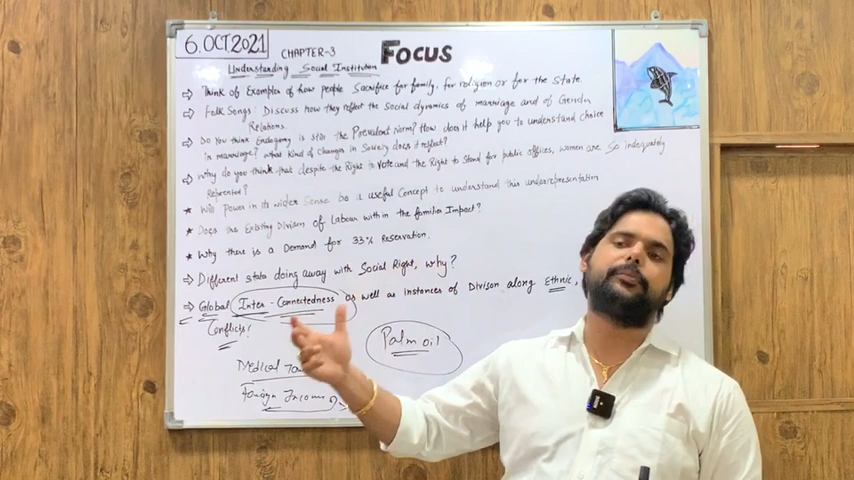 6.OCT.2021
CHAPTER-3
FOCUS
Understanding Social Institution
⇨ Think of Examples of how people Sacrifice for family, for religion or for the State.
⇨ Folk Songs: Discuss how they reflect the Social dynamics of marriage and of Gender
Relations.
⇨ Do you think Endogamy is still the Prevalent Norm? How does it help you to understand choice
in marriage? What kind of Changes in Society does it reflect?
⇨ Why do you think that despite the Right to vote and the Right to Stand for public offices, women are so
★ Will Power in its wider Sense be a useful Concept to understand this underrepresentation
★ Does the Existing Division of Labour within the families Impact?
★ Why there is a Demand for 33% Reservation.
⇨ Different stats doing away with Social Right, why?
⇨ Global Inter-Connectedness as well as instances of Divison along Ethnic,
Conflicts!
Palm oil
Medical
Foreign Income